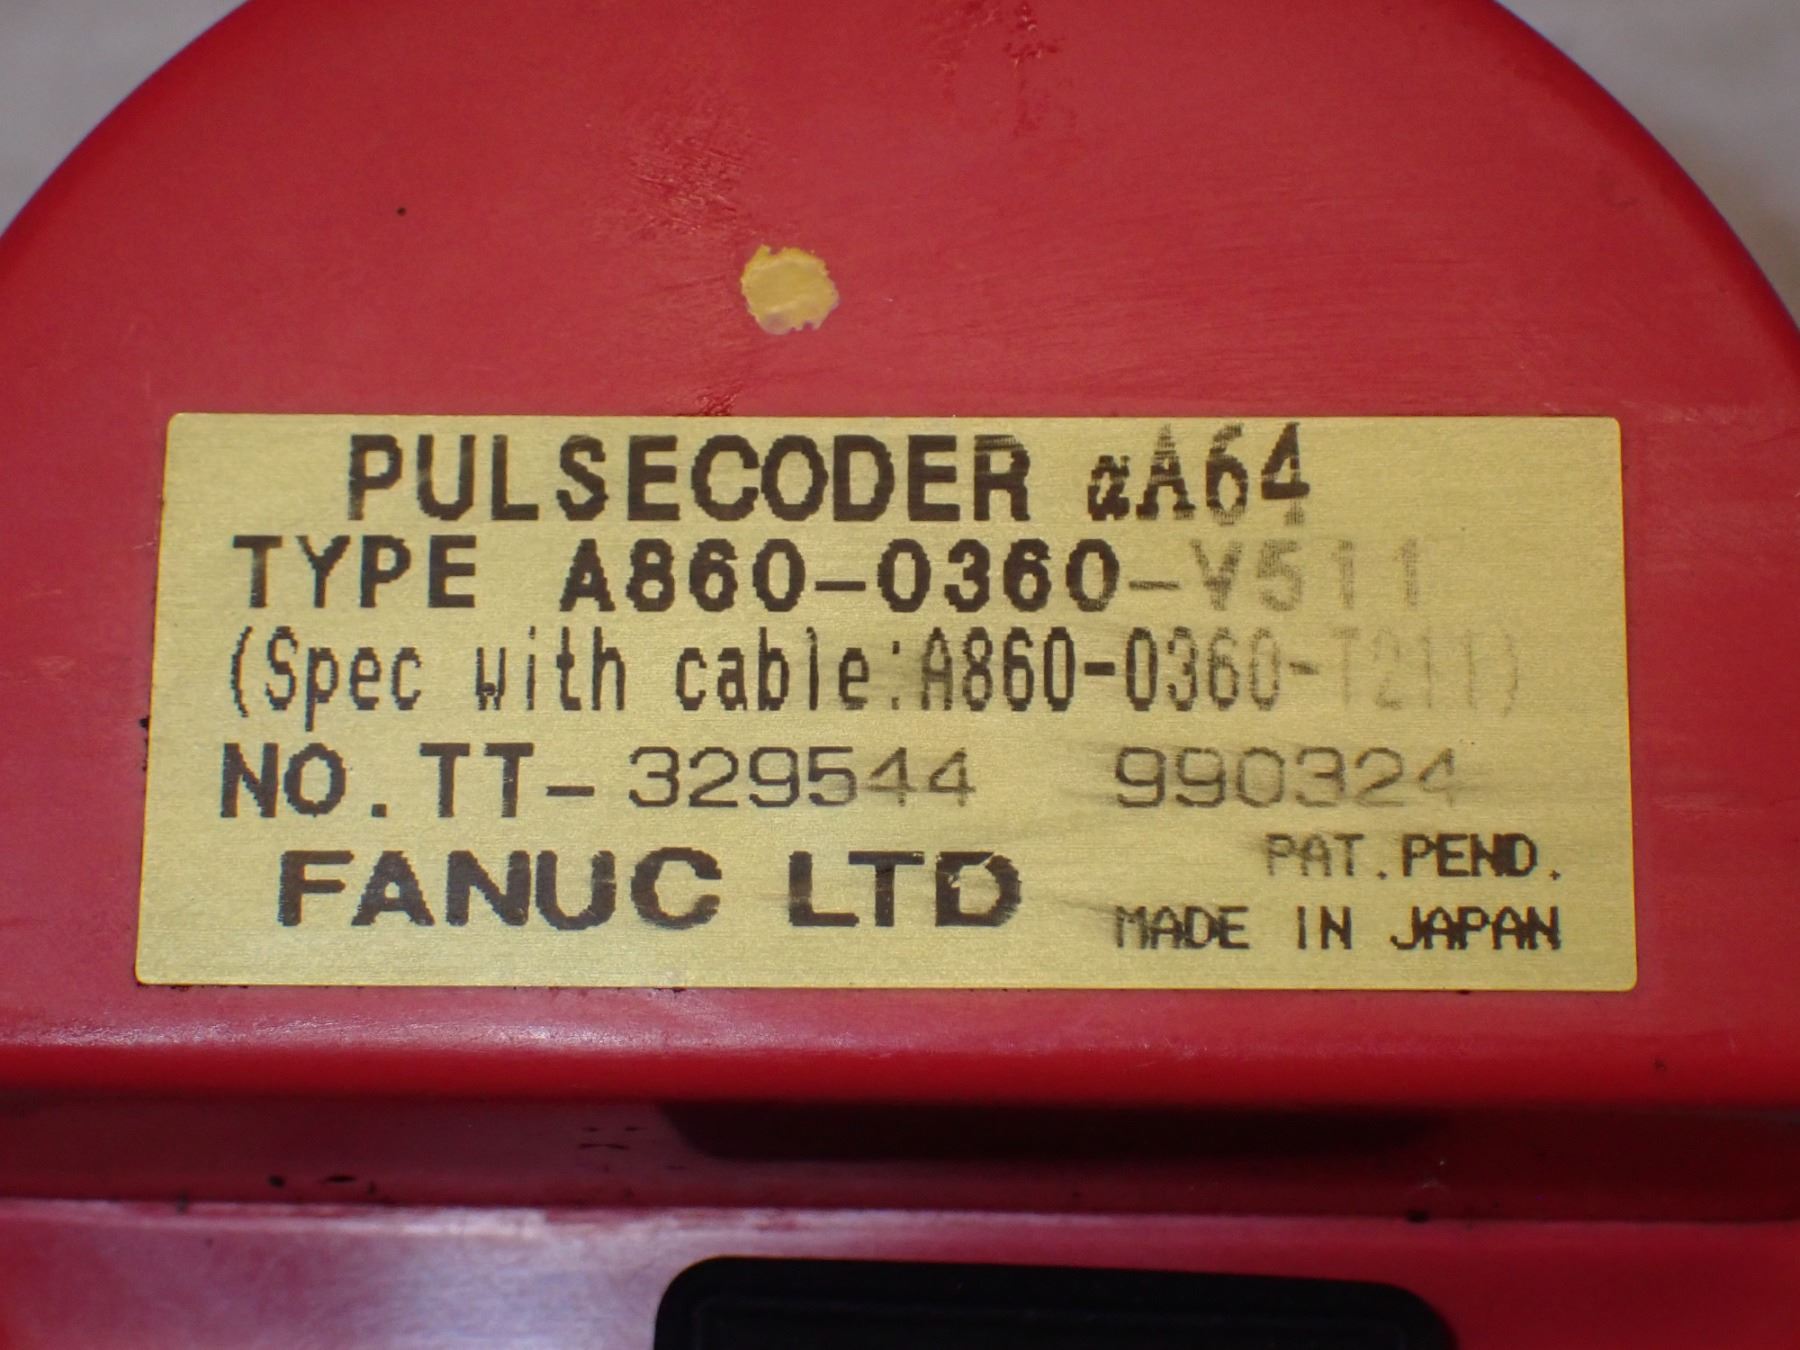 PULSECODER αA64
TYPE A860-0360-V511
(Spec with cable:A860-0360-T211)
NO.TT-329544 990324
FANUC LTD
PAT.PEND.
MADE IN JAPAN